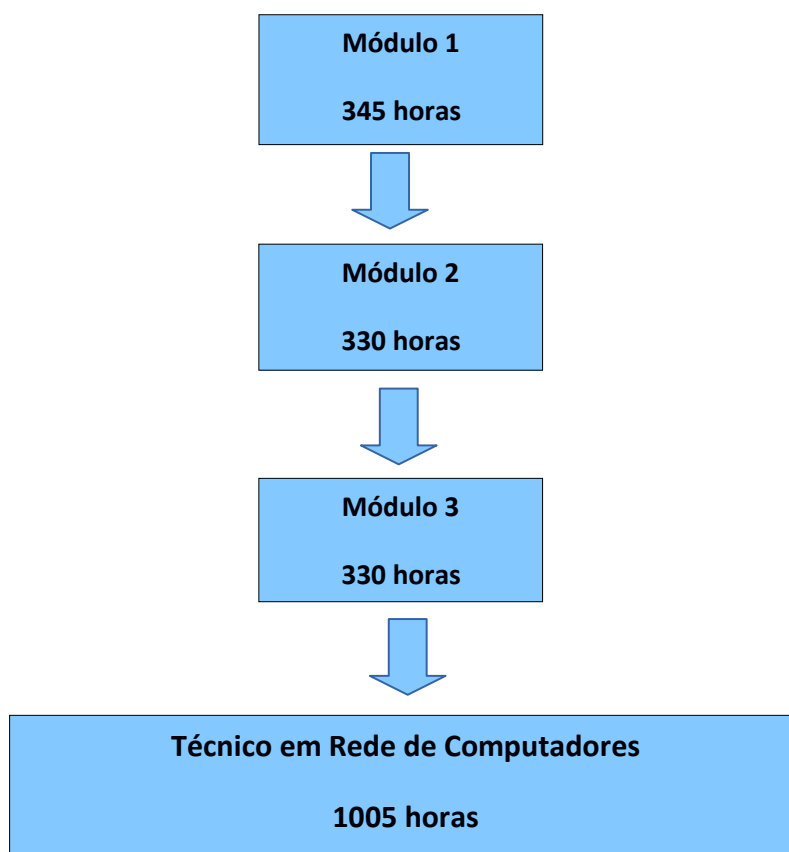 Módulo 1
345 horas
Módulo 2
330 horas
Módulo 3
330 horas
Técnico em Rede de Computadores
1005 horas